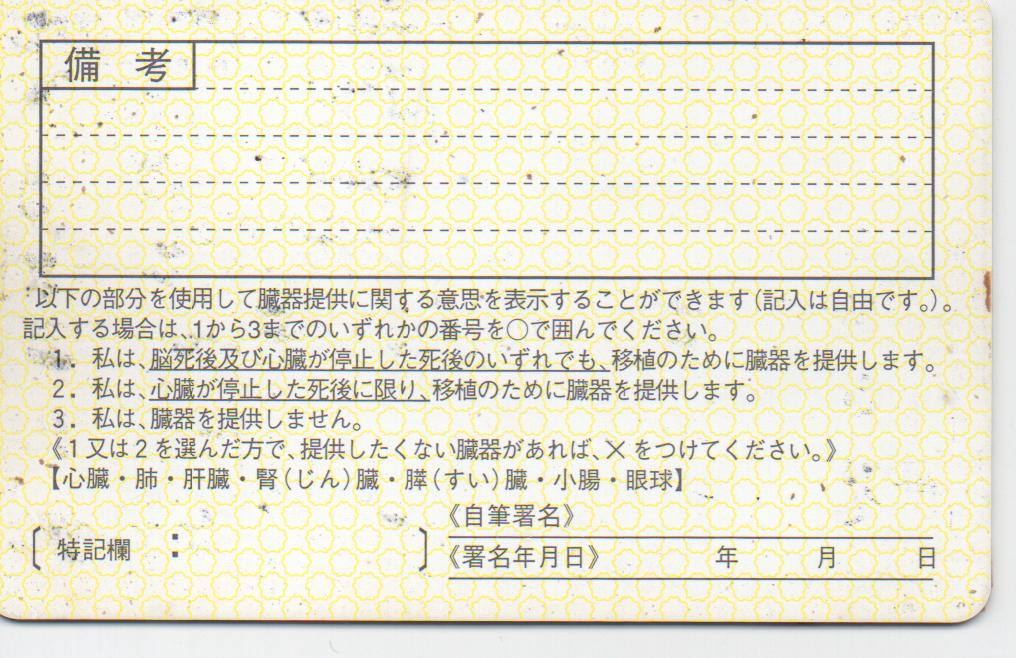 備考
以下の部分を使用して臓器提供に関する意思を表示することができます(記入は自由です。)。
記入する場合は、1から3までのいずれかの番号を○で囲んでください。
1. 私は、脳死後及び心臓が停止した死後のいずれでも、移植のために臓器を提供します。
2. 私は、心臓が停止した死後に限り、移植のために臓器を提供します。
3. 私は、臓器を提供しません。
《1又は2を選んだ方で、提供したくない臓器があれば、×をつけてください。》
【心臓・肺・肝臓・腎(じん)臓・膵(すい)臓・小腸・眼球】
〔特記欄 : 〕
《自筆署名》
《署名年月日》 年 月 日